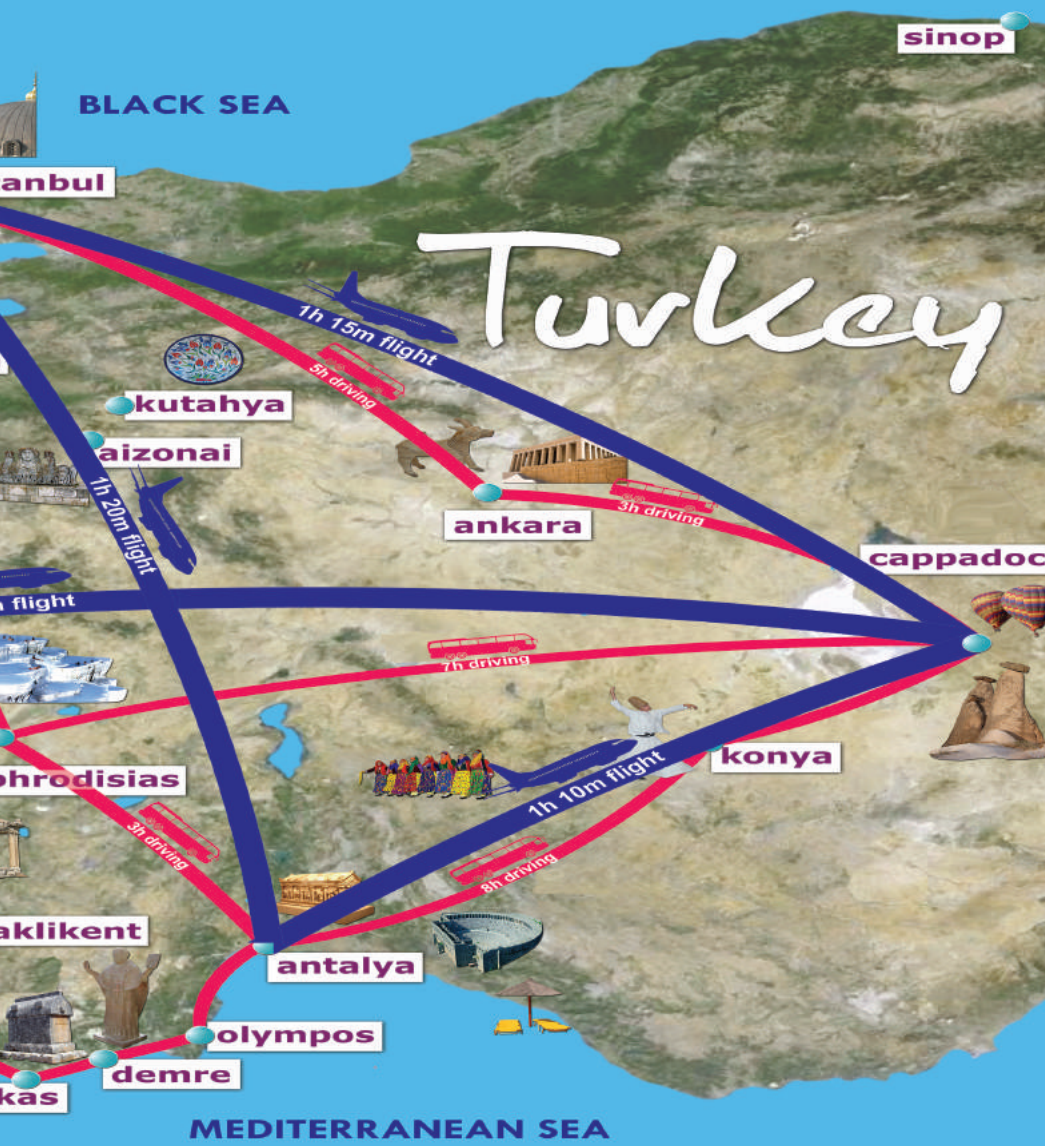 sinop
BLACK SEA
tanbul
Turkey
1h 15m flight
5h driving
kutahya
aizonai
1h 20m flight
ankara
3h driving
cappadoc
flight
7h driving
konya
phrodisias
1h 10m flight
3h driving
8h driving
aklikent
antalya
olympos
demre
kas
MEDITERRANEAN SEA